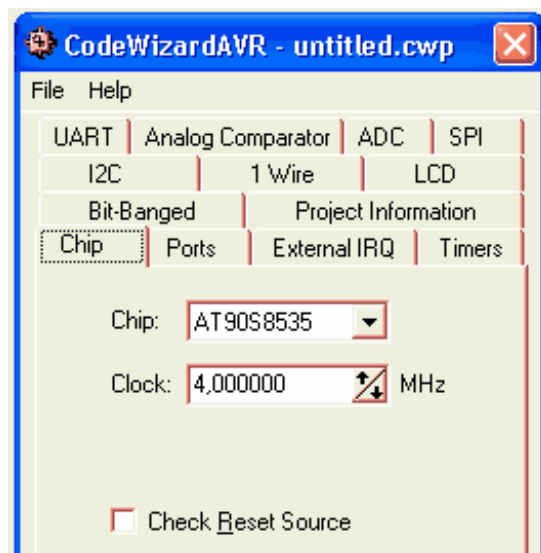 CodeWizardAVR - untitled.cwp
File Help
UART Analog Comparator ADC SPI
I2C 1 Wire LCD
Bit-Banged Project Information
Chip Ports External IRQ Timers
Chip: AT90S8535
Clock: 4,000000 MHz
Check Reset Source